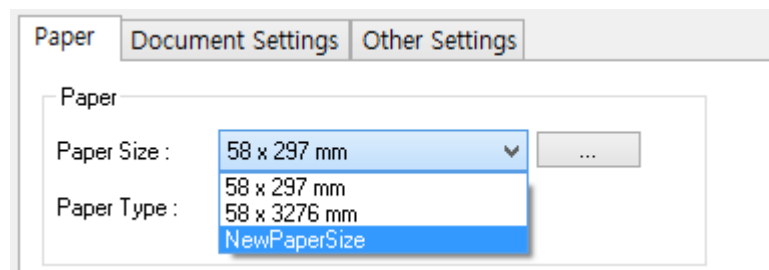 Paper Document Settings Other Settings
Paper
Paper Size : 58 x 297 mm ...
58 x 297 mm
Paper Type : 58 x 3276 mm
NewPaperSize